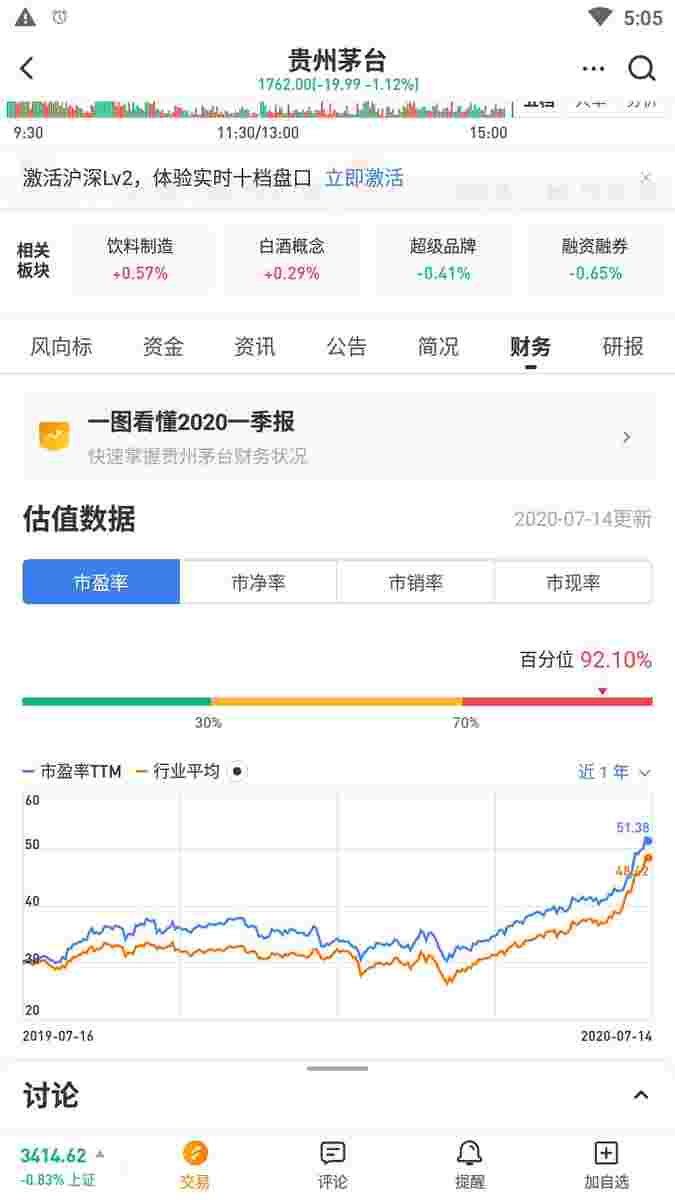 5:05
贵州茅台
1762.00(-19.99 -1.12%)
9:30 11:30/13:00 15:00
激活沪深Lv2，体验实时十档盘口 立即激活
相关板块
饮料制造 白酒概念 超级品牌 融资融券
+0.57% +0.29% -0.41% -0.65%
风向标 资金 资讯 公告 简况 财务 研报
一图看懂2020一季报
快速掌握贵州茅台财务状况
估值数据 2020-07-14更新
市盈率 市净率 市销率 市现率
百分位 92.10%
30% 70%
市盈率TTM 行业平均 近1年
60
51.38
50
40
30
20
2019-07-16 2020-07-14
讨论
3414.62
-0.83% 上证
交易 评论 提醒 加自选